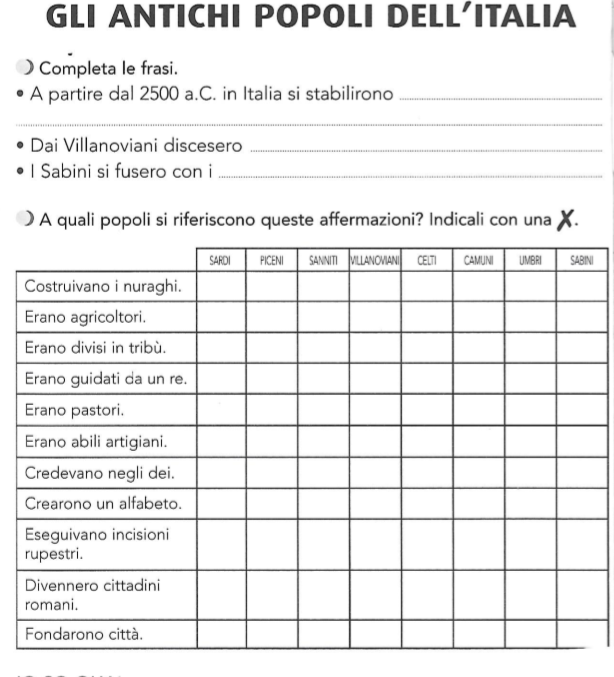 GLI ANTICHI POPOLI DELL'ITALIA
Completa le frasi.
• A partire dal 2500 a.C. in Italia si stabilirono
• Dai Villanoviani discesero
• I Sabini si fusero con i
A quali popoli si riferiscono queste affermazioni? Indicali con una ✗.
SARDI PICENI SANNITI VILLANOVIANI CELTI CAMUNI UMBRI SABINI
Costruivano i nuraghi.
Erano agricoltori.
Erano divisi in tribù.
Erano guidati da un re.
Erano pastori.
Erano abili artigiani.
Credevano negli dei.
Crearono un alfabeto.
Eseguivano incisioni
rupestri.
Divennero cittadini
romani.
Fondarono città.